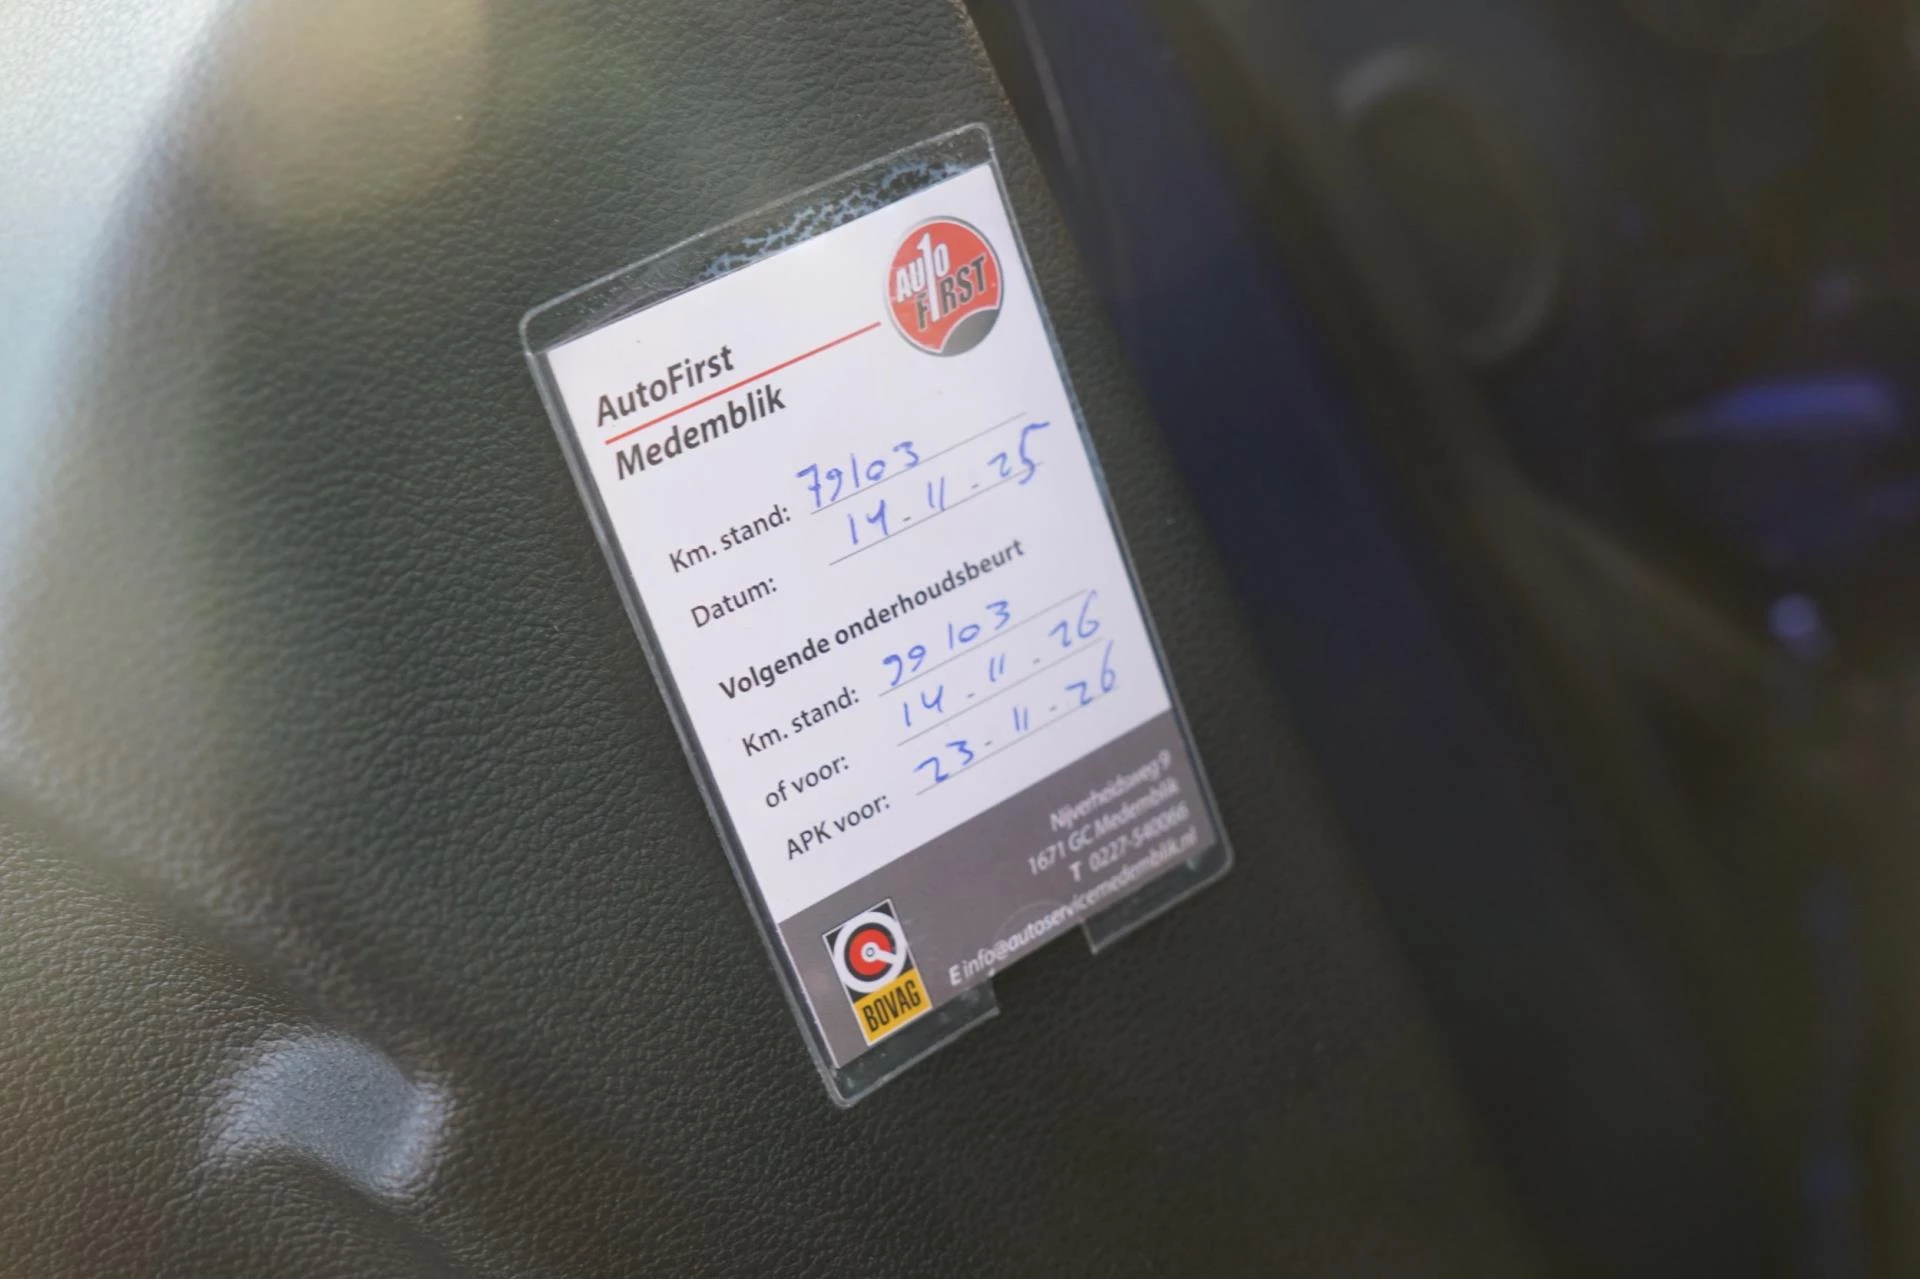 AUTO
FIRST
AutoFirst
Medemblik
Km. stand: 79103
Datum: 14-11-25
Volgende onderhoudsbeurt
Km. stand: 99103
of voor: 14-11-26
APK voor: 23-11-26
Nijverheidsweg 9
1671 GC Medemblik
T 0227-540066
E info@autoservicemedemblik.nl
BOVAG